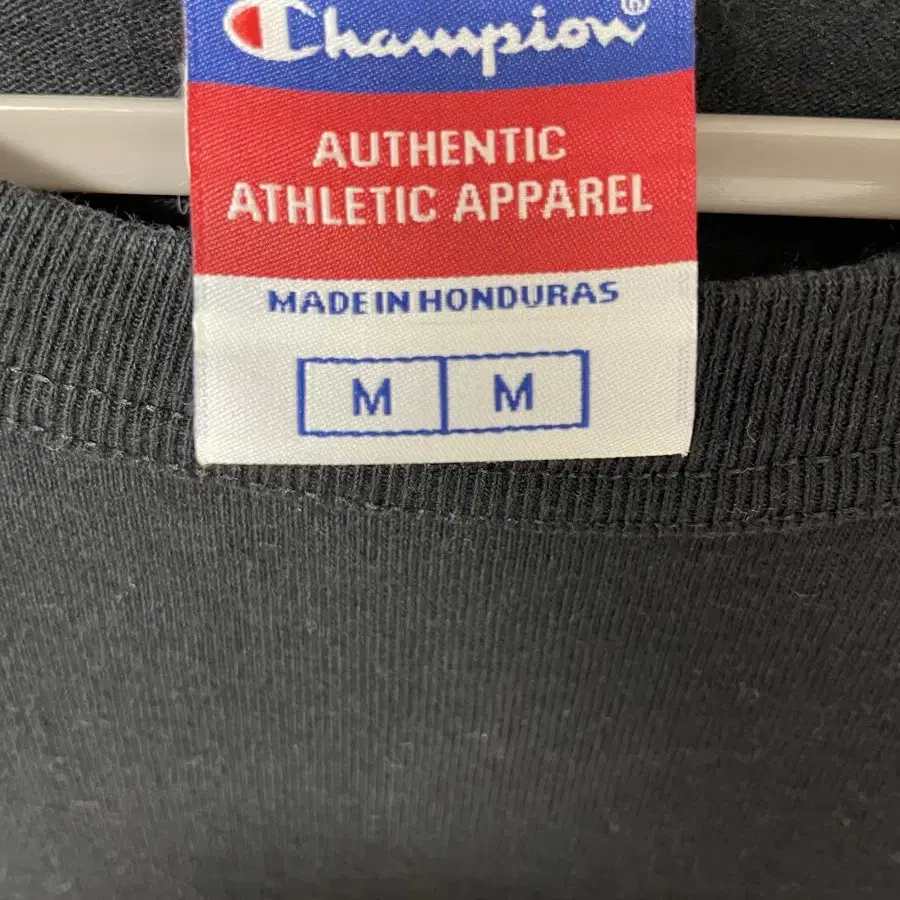 Champion®
AUTHENTIC
ATHLETIC APPAREL
MADE IN HONDURAS
M M